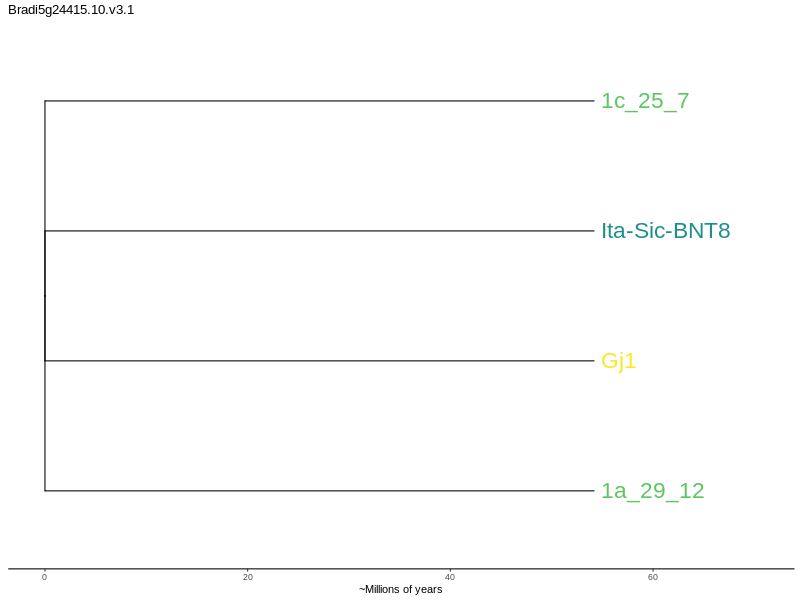 Bradi5g24415.10.v3.1
1c_25_7
Ita-Sic-BNT8
Gj1
1a_29_12
0 20 40 60
~Millions of years